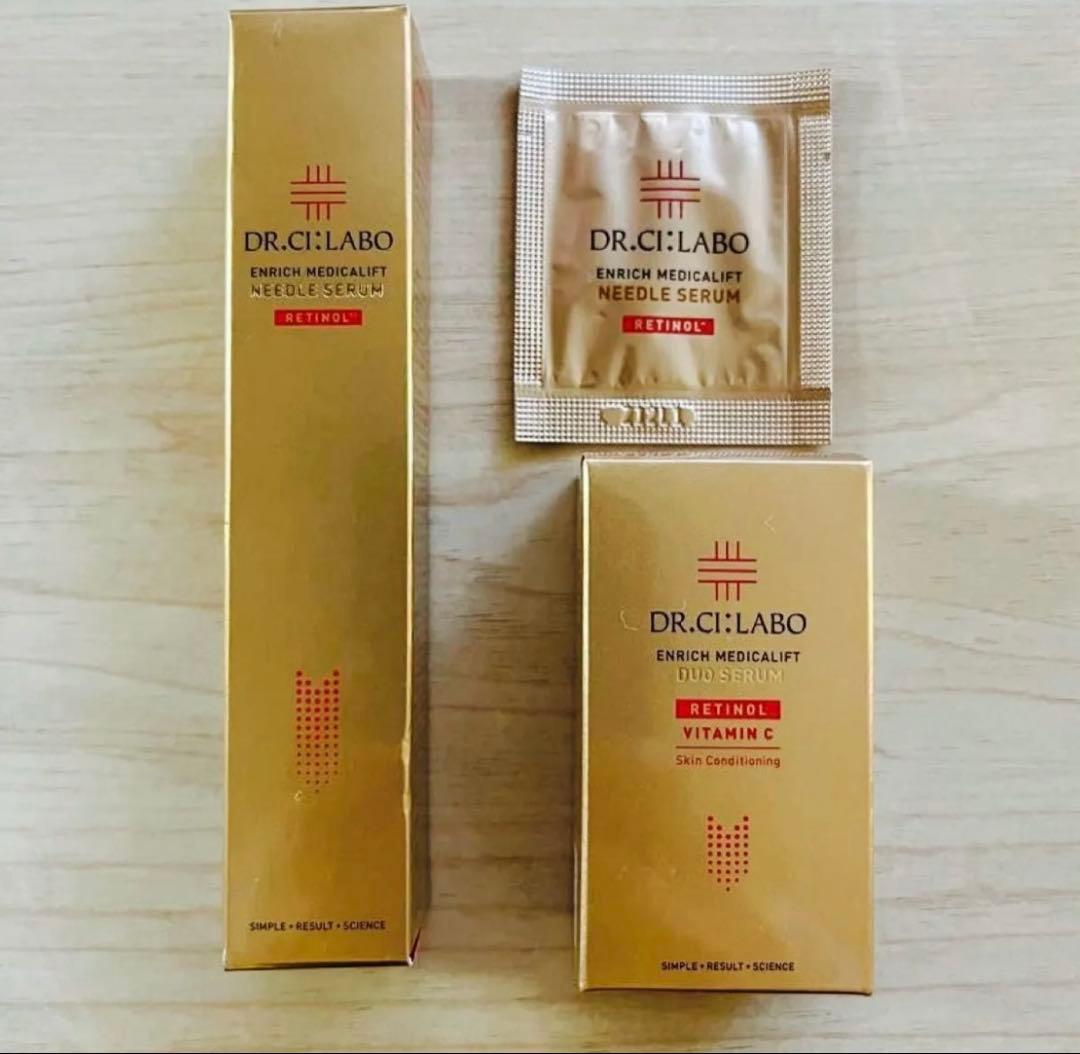 DR.CI:LABO
ENRICH MEDICALIFT
NEEDLE SERUM
RETINOL**
SIMPLE + RESULT + SCIENCE
DR.CI:LABO
ENRICH MEDICALIFT
NEEDLE SERUM
RETINOL*
DR.CI:LABO
ENRICH MEDICALIFT
DUO SERUM
RETINOL
VITAMIN C
Skin Conditioning
SIMPLE + RESULT + SCIENCE